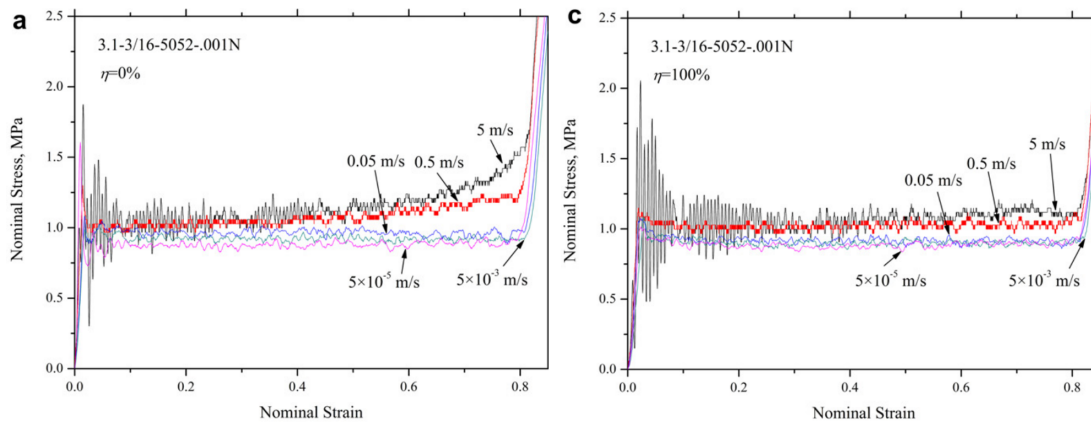 a
2.5
2.0
1.5
1.0
0.5
0.0
Nominal Stress, MPa
3.1-3/16-5052-.001N
η=0%
5 m/s
0.05 m/s
0.5 m/s
5×10⁻⁵ m/s
5×10⁻³ m/s
0.0 0.2 0.4 0.6 0.8
Nominal Strain
c
2.5
2.0
1.5
1.0
0.5
0.0
Nominal Stress, MPa
3.1-3/16-5052-.001N
η=100%
5 m/s
0.5 m/s
0.05 m/s
5×10⁻⁵ m/s
5×10⁻³ m/s
0.0 0.2 0.4 0.6 0.8
Nominal Strain